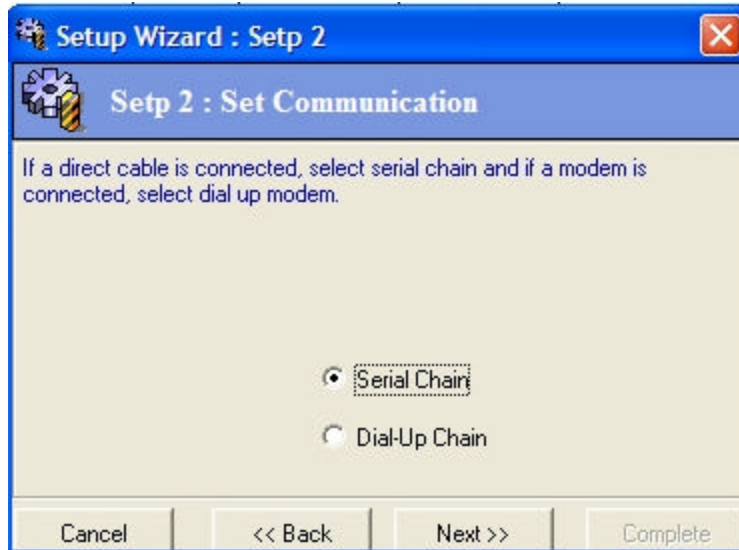 Setup Wizard : Setp 2
Setp 2 : Set Communication
If a direct cable is connected, select serial chain and if a modem is
connected, select dial up modem.
Serial Chain
Dial-Up Chain
Cancel
<< Back
Next >>
Complete